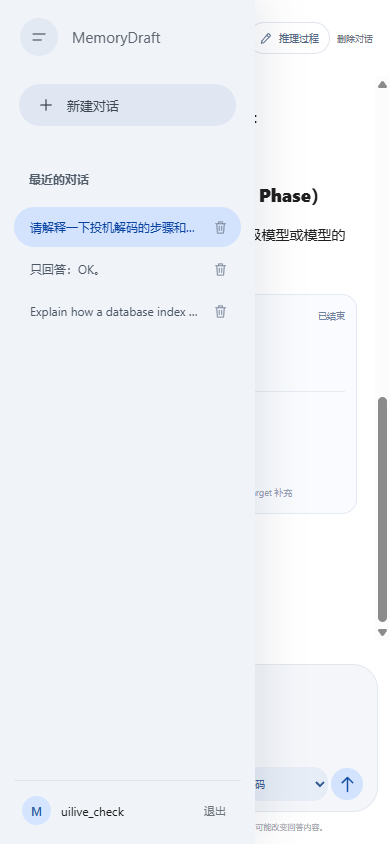 MemoryDraft
推理过程
删除对话
新建对话
最近的对话
Phase）
请解释一下投机解码的步骤和...
级模型或模型的
只回答：OK。
Explain how a database index ...
已结束
rget 补充
码
uilive_check
退出
M
可能改变回答内容。